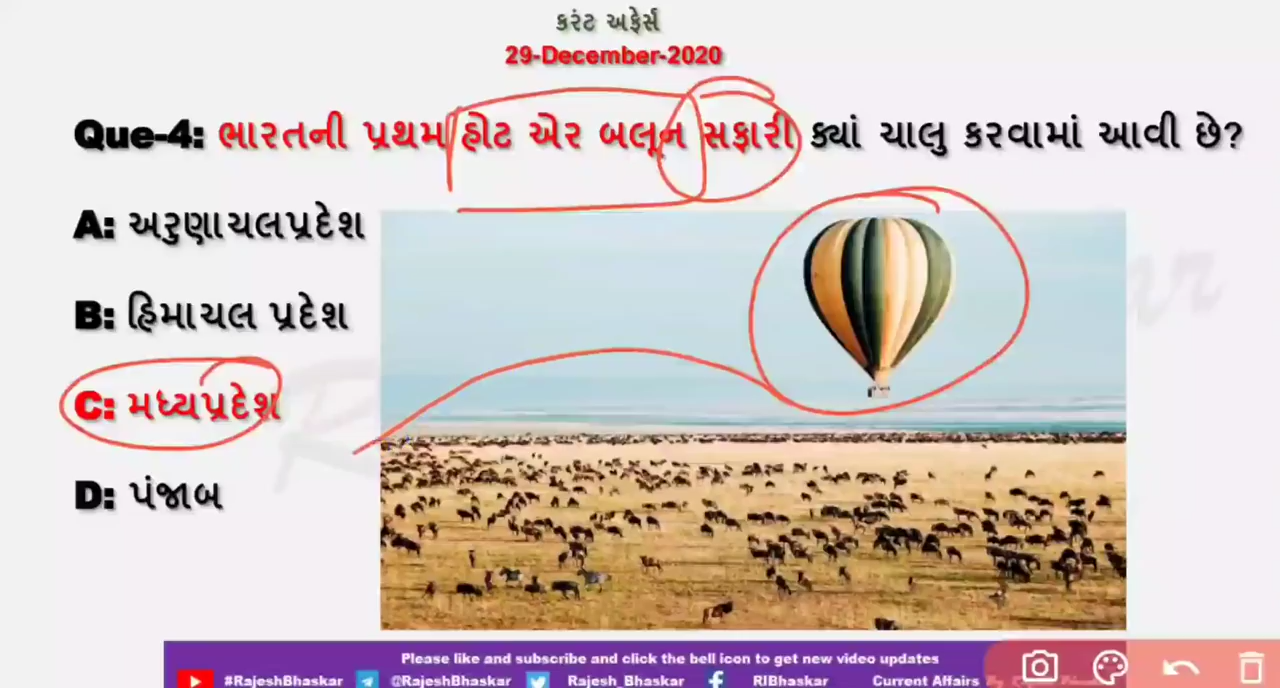 કરંટ અફેર્સ
29-December-2020
Que-4: ભારતની પ્રથમ હોટ એર બલૂન સફારી ક્યાં ચાલુ કરવામાં આવી છે?
A: અરુણાચલપ્રદેશ
B: હિમાચલ પ્રદેશ
C: મધ્યપ્રદેશ
D: પંજાબ
Please like and subscribe and click the bell icon to get new video updates
#RajeshBhaskar @RajeshBhaskar Rajesh_Bhaskar RIBhaskar Current Affairs